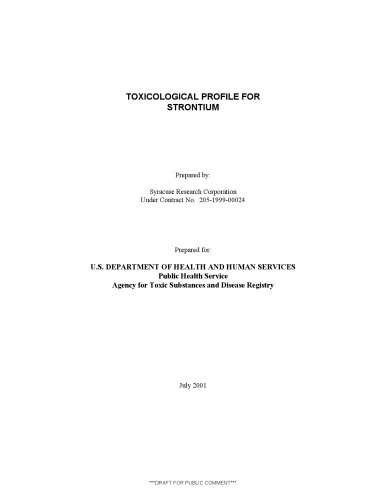 TOXICOLOGICAL PROFILE FOR
STRONTIUM
Prepared by:
Syracuse Research Corporation
Under Contract No. 205-1999-00024
Prepared for:
U.S. DEPARTMENT OF HEALTH AND HUMAN SERVICES
Public Health Service
Agency for Toxic Substances and Disease Registry
July 2001
***DRAFT FOR PUBLIC COMMENT***